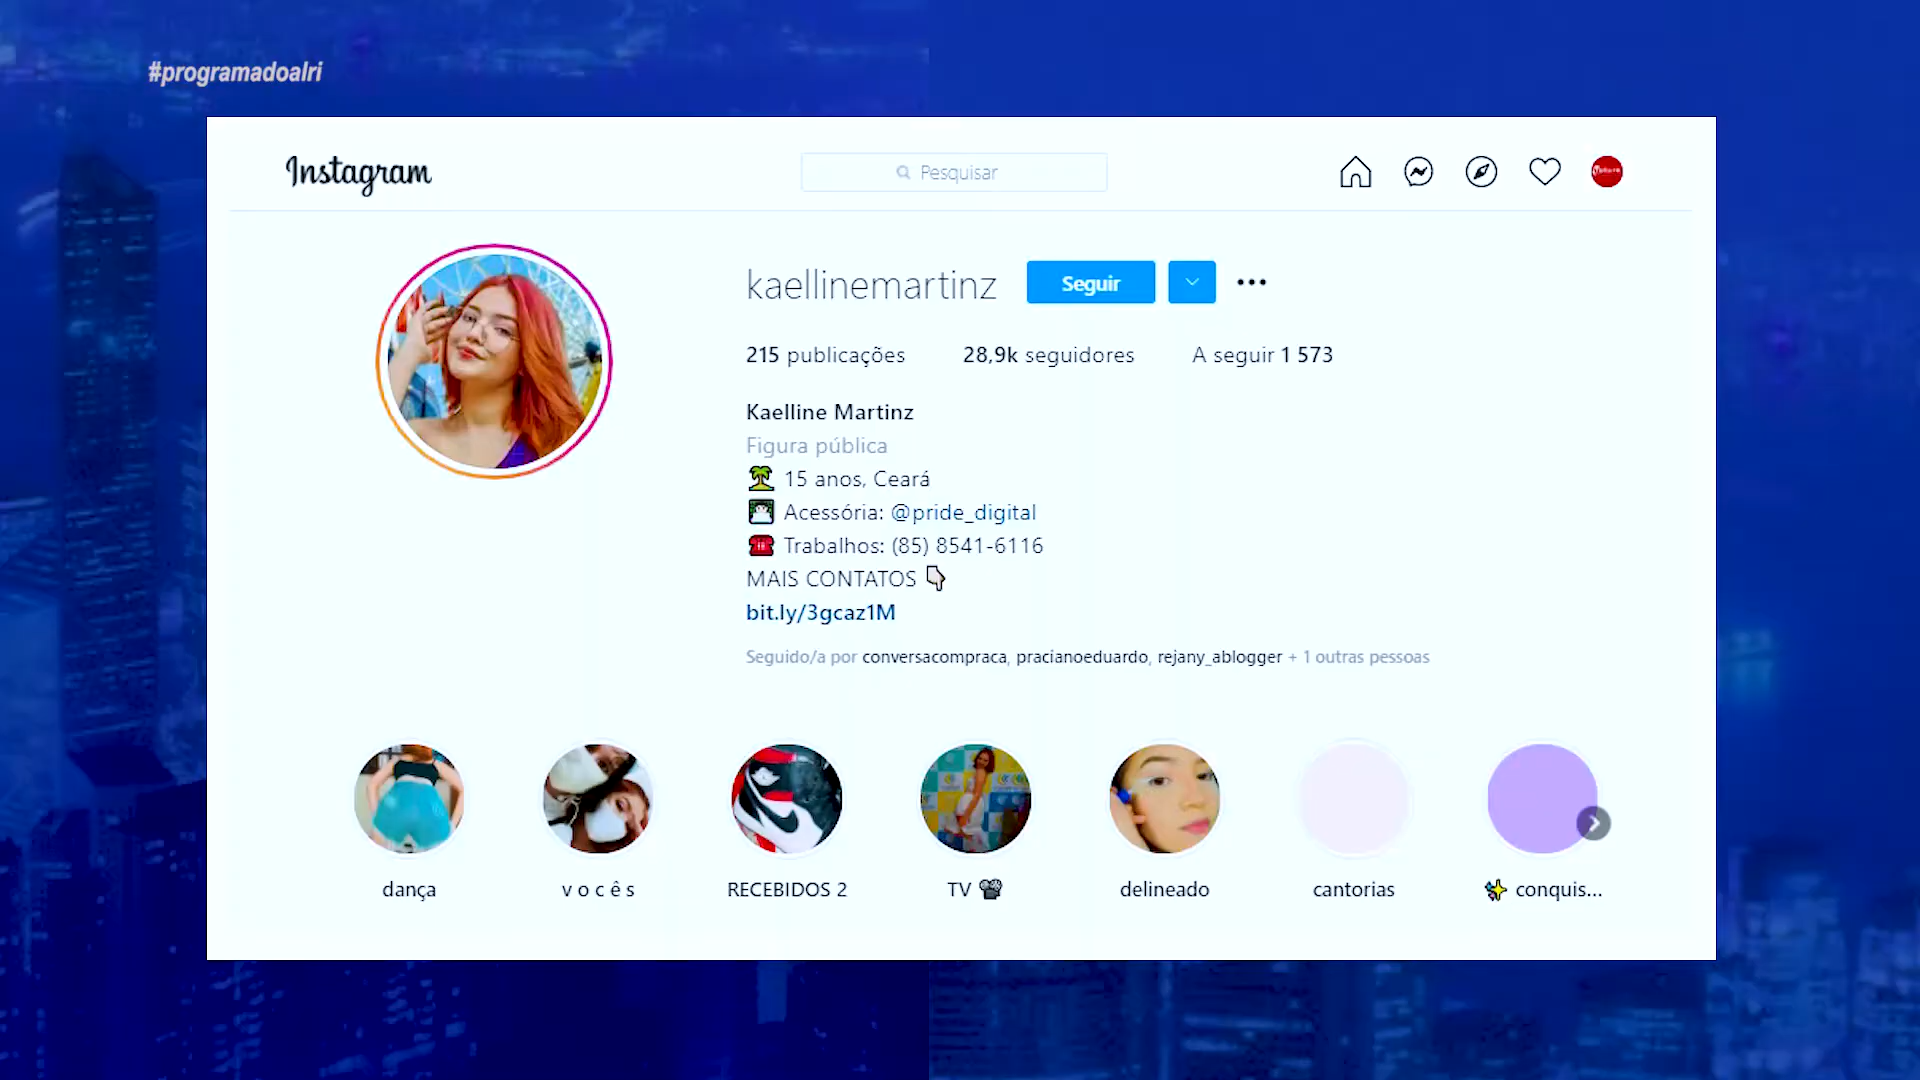 #programadoalri
Instagram
Pesquisar
kaellinemartinz Seguir
215 publicações 28,9k seguidores A seguir 1 573
Kaelline Martinz
Figura pública
🌴 15 anos, Ceará
Acessória: @pride_digital
☎️ Trabalhos: (85) 8541-6116
MAIS CONTATOS 👇🏻
bit.ly/3gcaz1M
Seguido/a por conversacompraca, pracianoeduardo, rejany_ablogger + 1 outras pessoas
dança v o c ê s RECEBIDOS 2 TV 📽 delineado cantorias ✨ conquis...